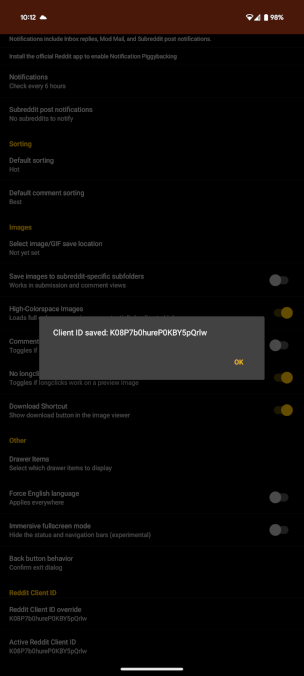 10:12
98%
Notifications include Inbox replies, Mod Mail, and Subreddit post notifications.
Install the official Reddit app to enable Notification Piggybacking
Notifications
Check every 6 hours
Subreddit post notifications
No subreddits to notify
Sorting
Default sorting
Hot
Default comment sorting
Best
Images
Select image/GIF save location
Not yet set
Save images to subreddit-specific subfolders
Works in submission and comment views
High-Colorspace Images
Loads full
Client ID saved: K08P7b0hureP0KBY5pQrlw
Comment
Toggles if
OK
No longcli
Toggles if longclicks work on a preview image
Download Shortcut
Show download button in the image viewer
Other
Drawer Items
Select which drawer items to display
Force English language
Applies everywhere
Immersive fullscreen mode
Hide the status and navigation bars (experimental)
Back button behavior
Confirm exit dialog
Reddit Client ID
Reddit Client ID override
K08P7b0hureP0KBY5pQrlw
Active Reddit Client ID
K08P7b0hureP0KBY5pQrlw